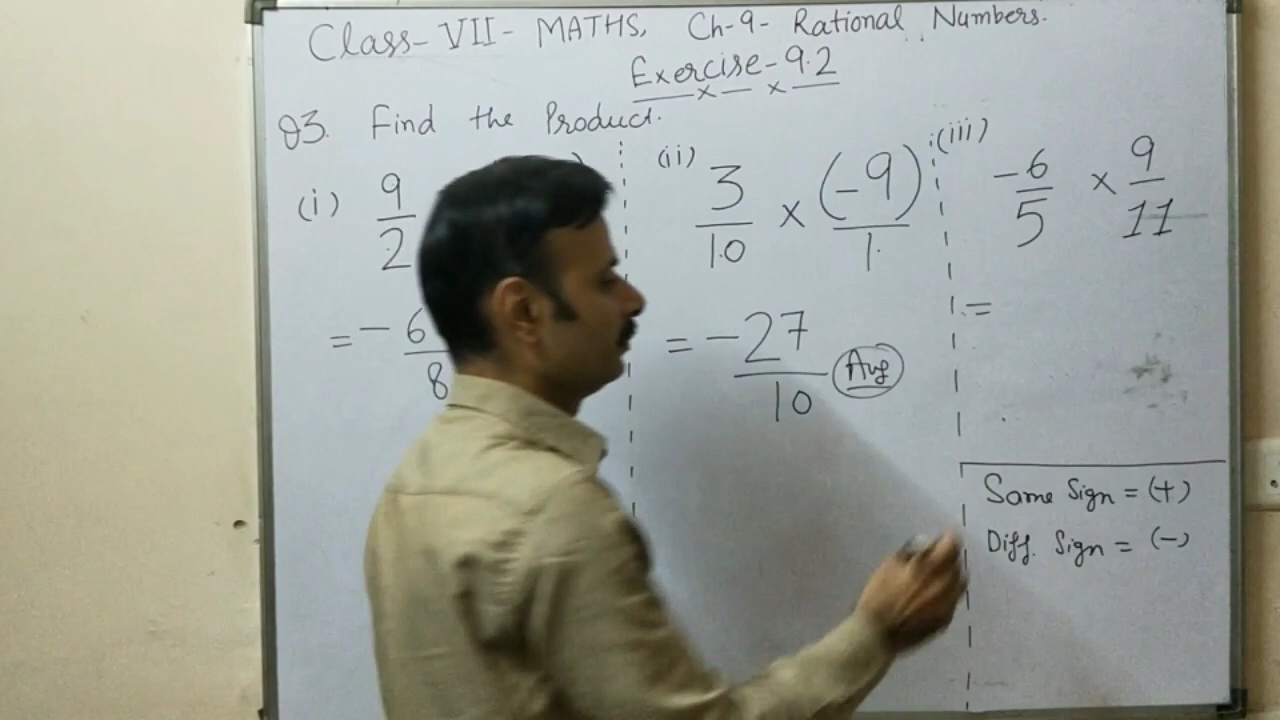 Class- VII - MATHS, Ch-9- Rational Numbers.
Exercise-9.2
Q3. Find the Product.
(i) 9/2
= -6 /8
(ii) 3/10 × (-9)/1.
= -27/10 Ans
(iii) -6/5 × 9/11
=
Same Sign = (+)
Diff. Sign = (-)